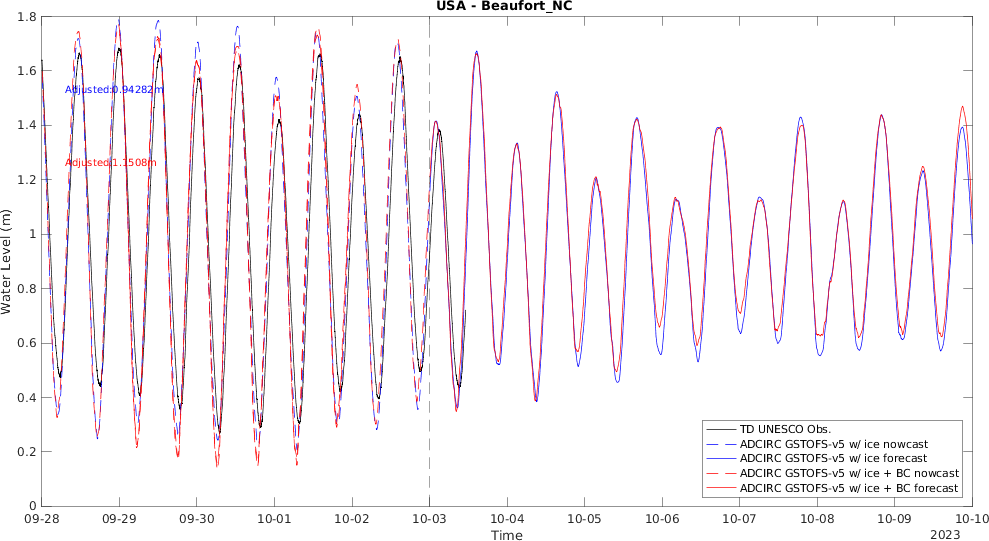 USA - Beaufort_NC
1.8
1.6
1.4
1.2
1
0.8
0.6
0.4
0.2
0
Water Level (m)
Adjusted:0.94282m
Adjusted:1.1508m
TD UNESCO Obs.
ADCIRC GSTOFS-v5 w/ ice nowcast
ADCIRC GSTOFS-v5 w/ ice forecast
ADCIRC GSTOFS-v5 w/ ice + BC nowcast
ADCIRC GSTOFS-v5 w/ ice + BC forecast
09-28 09-29 09-30 10-01 10-02 10-03 10-04 10-05 10-06 10-07 10-08 10-09 10-10
Time
2023